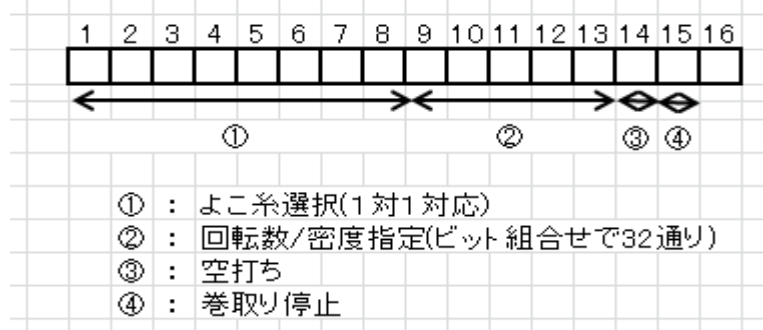 1 2 3 4 5 6 7 8 9 10 11 12 13 14 15 16
① ② ③ ④
① : よこ糸選択(1対1対応)
② : 回転数/密度指定(ビット組合せで32通り)
③ : 空打ち
④ : 巻取り停止